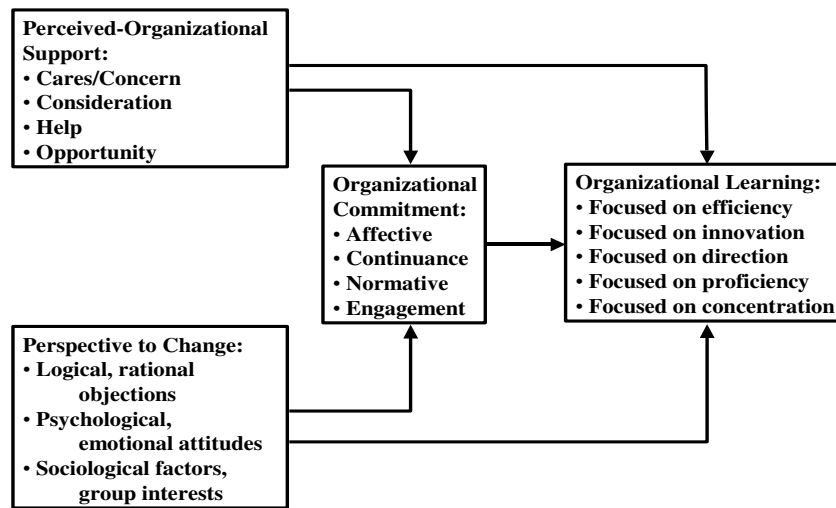 Perceived-Organizational
Support:
• Cares/Concern
• Consideration
• Help
• Opportunity
Organizational
Commitment:
• Affective
• Continuance
• Normative
• Engagement
Organizational Learning:
• Focused on efficiency
• Focused on innovation
• Focused on direction
• Focused on proficiency
• Focused on concentration
Perspective to Change:
• Logical, rational
objections
• Psychological,
emotional attitudes
• Sociological factors,
group interests